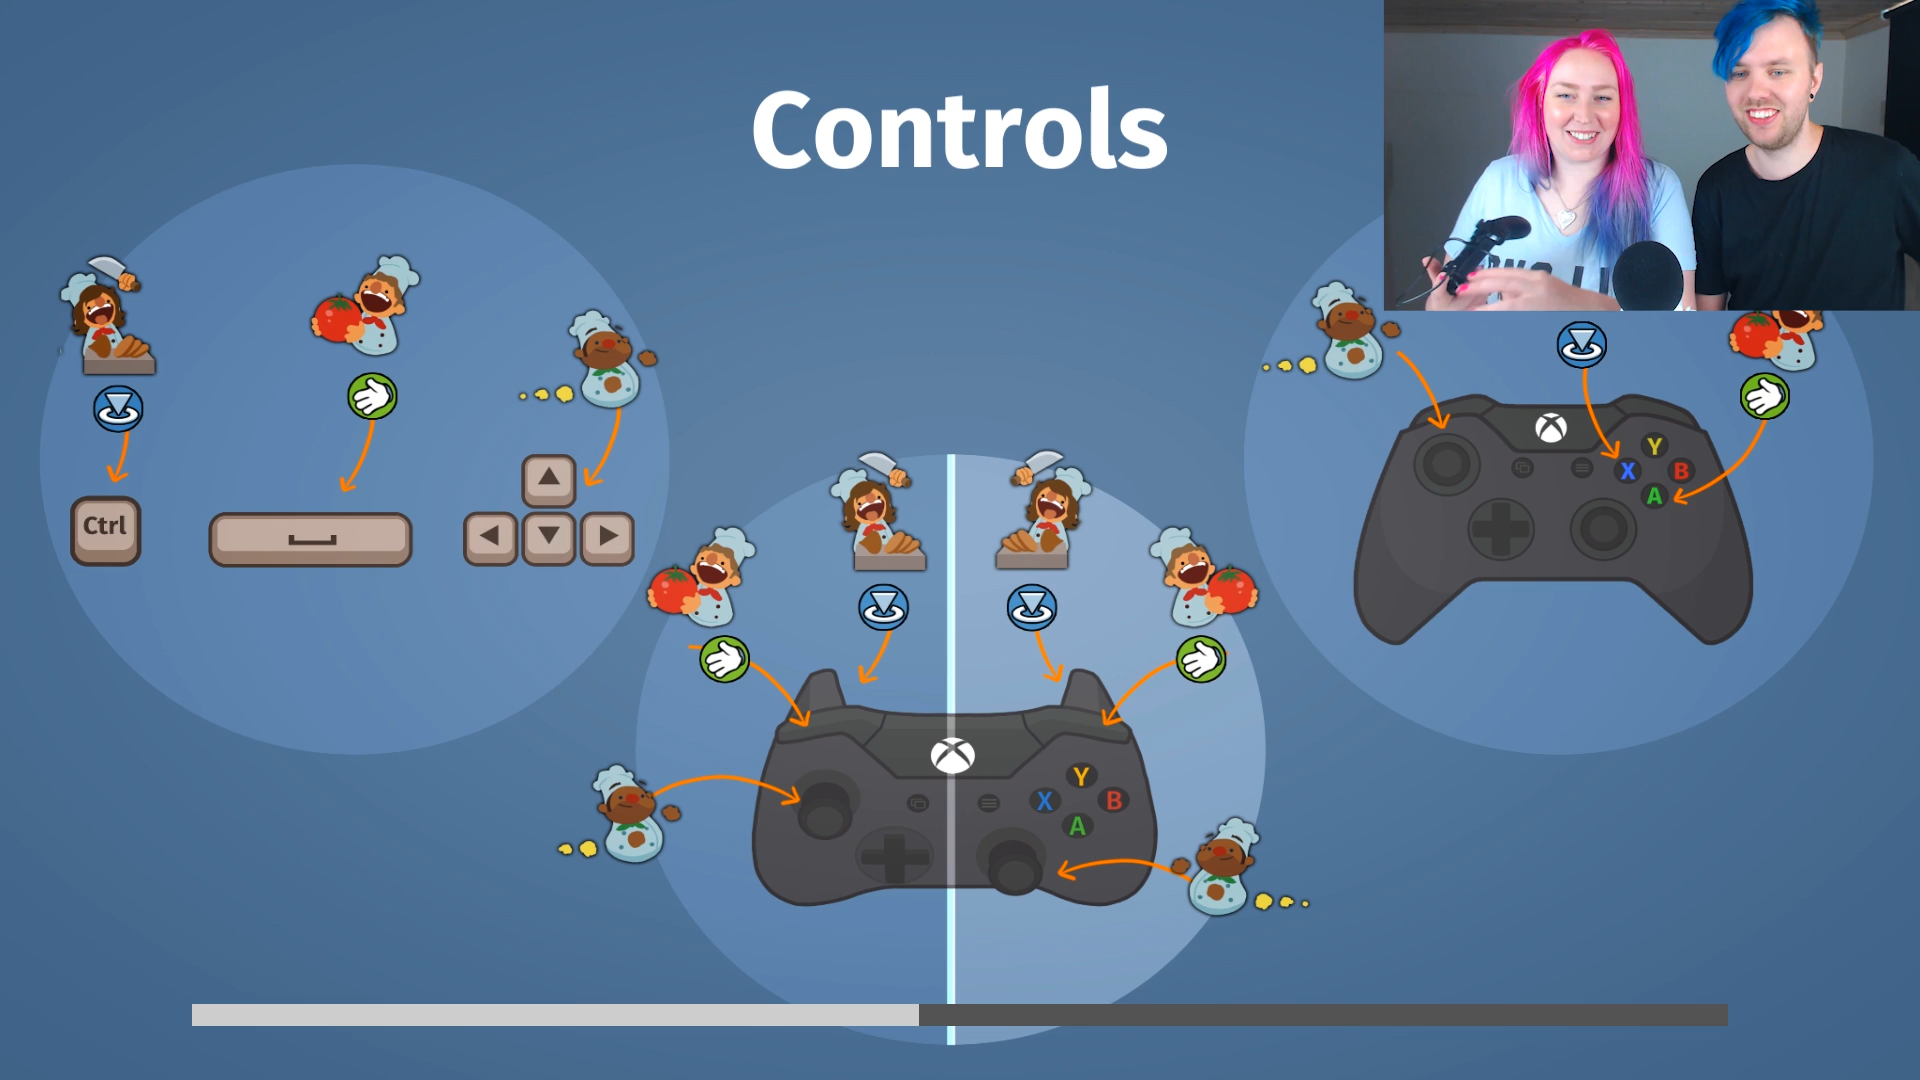 Controls
Ctrl
Y
X B
A
Y
X B
A